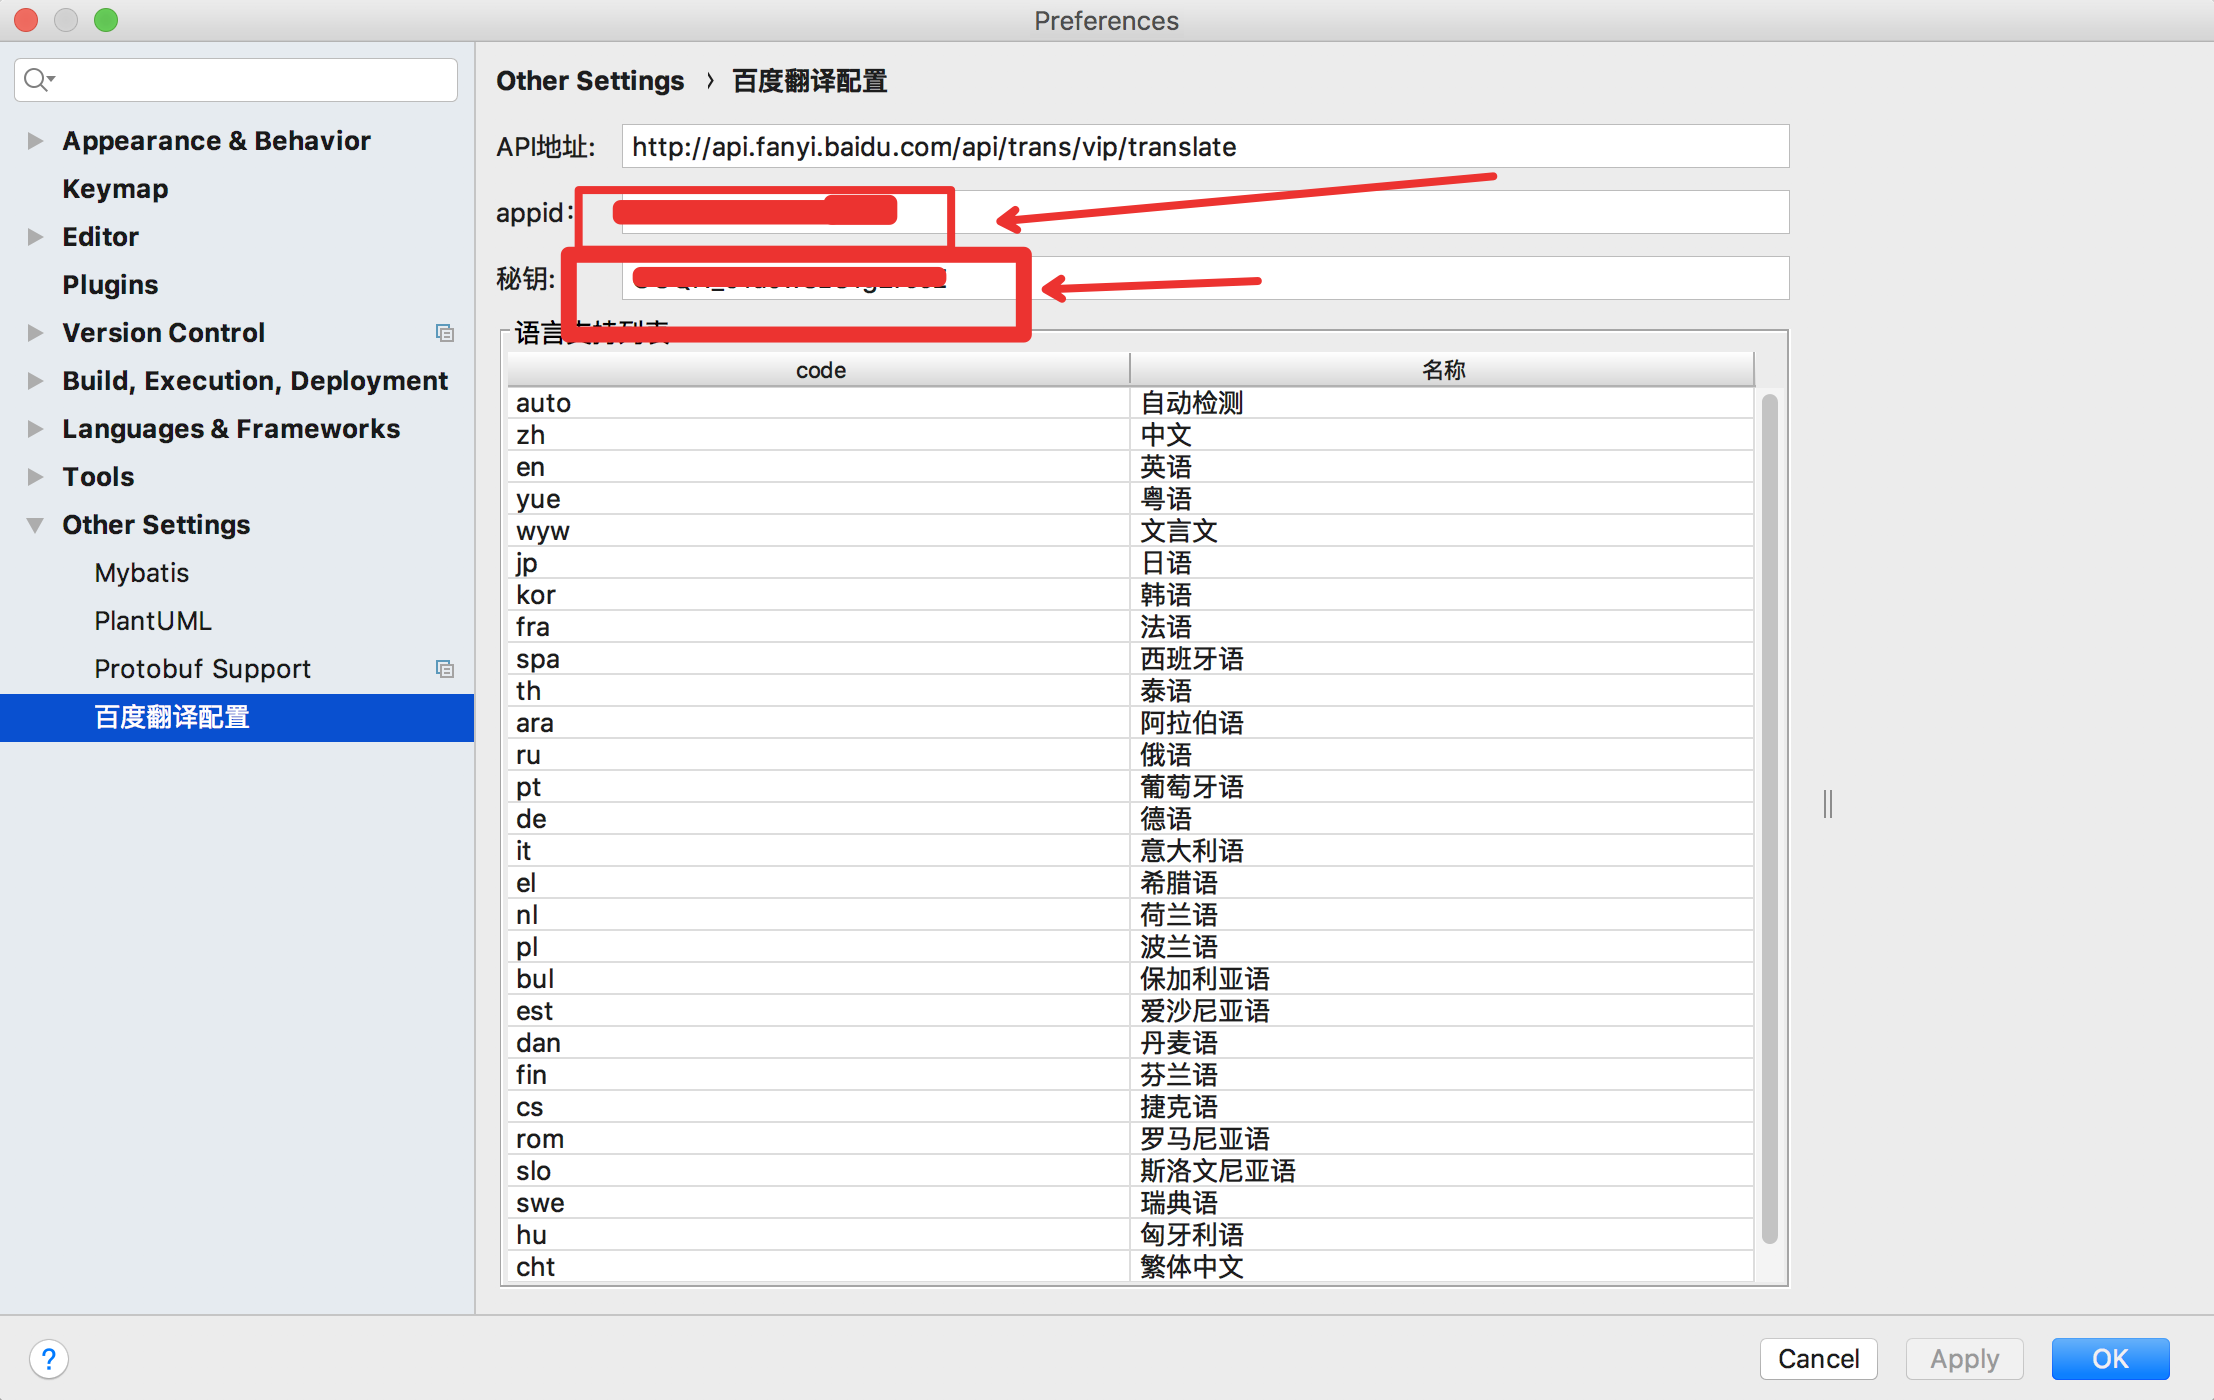 Preferences
Other Settings › 百度翻译配置
Appearance & Behavior
Keymap
Editor
Plugins
Version Control
Build, Execution, Deployment
Languages & Frameworks
Tools
Other Settings
Mybatis
PlantUML
Protobuf Support
百度翻译配置
API地址: http://api.fanyi.baidu.com/api/trans/vip/translate
appid:
秘钥:
语言支持列表
code 名称
auto 自动检测
zh 中文
en 英语
yue 粤语
wyw 文言文
jp 日语
kor 韩语
fra 法语
spa 西班牙语
th 泰语
ara 阿拉伯语
ru 俄语
pt 葡萄牙语
de 德语
it 意大利语
el 希腊语
nl 荷兰语
pl 波兰语
bul 保加利亚语
est 爱沙尼亚语
dan 丹麦语
fin 芬兰语
cs 捷克语
rom 罗马尼亚语
slo 斯洛文尼亚语
swe 瑞典语
hu 匈牙利语
cht 繁体中文
?
Cancel
Apply
OK